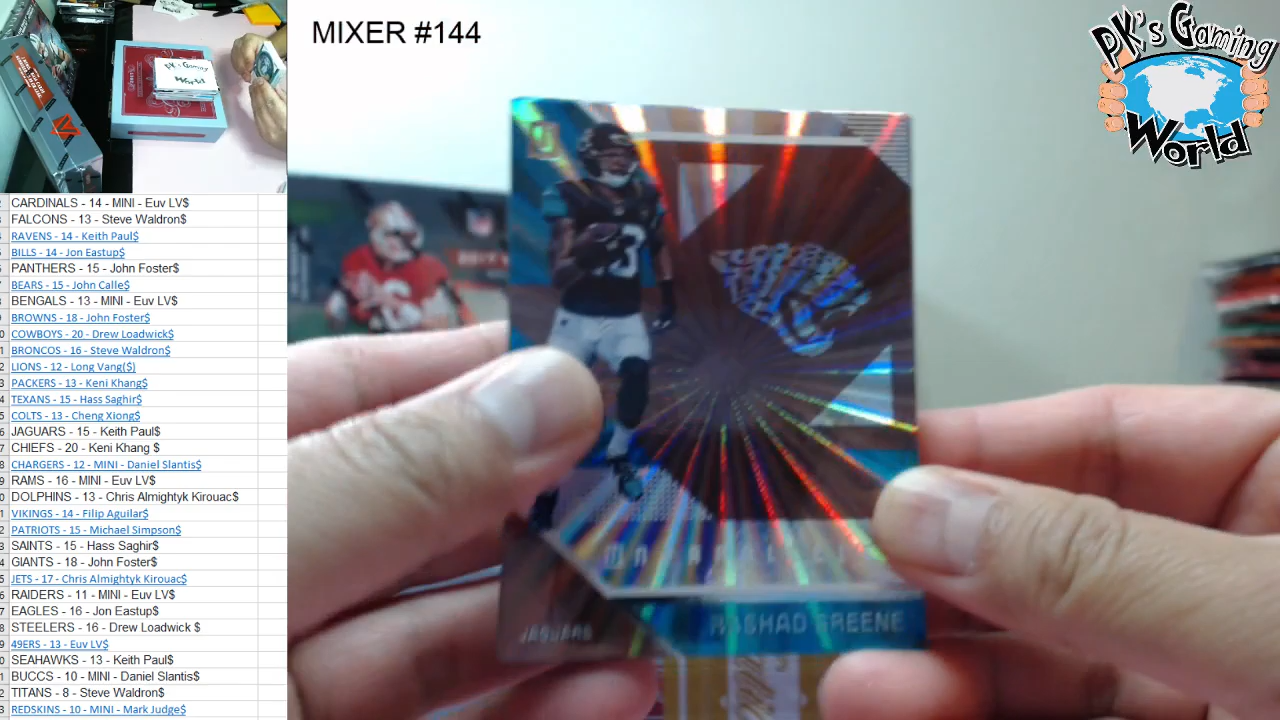 MIXER #144
PK's Gaming
World
PK's Gaming
World
CARDINALS - 14 - MINI - Euv LV$
FALCONS - 13 - Steve Waldron$
RAVENS - 14 - Keith Paul$
BILLS - 14 - Jon Eastup$
PANTHERS - 15 - John Foster$
BEARS - 15 - John Calle$
BENGALS - 13 - MINI - Euv LV$
BROWNS - 18 - John Foster$
COWBOYS - 20 - Drew Loadwick$
BRONCOS - 16 - Steve Waldron$
LIONS - 12 - Long Vang($)
PACKERS - 13 - Keni Khang$
TEXANS - 15 - Hass Saghir$
COLTS - 13 - Cheng Xiong$
JAGUARS - 15 - Keith Paul$
CHIEFS - 20 - Keni Khang $
CHARGERS - 12 - MINI - Daniel Slantis$
RAMS - 16 - MINI - Euv LV$
DOLPHINS - 13 - Chris Almightyk Kirouac$
VIKINGS - 14 - Filip Aguilar$
PATRIOTS - 15 - Michael Simpson$
SAINTS - 15 - Hass Saghir$
GIANTS - 18 - John Foster$
JETS - 17 - Chris Almightyk Kirouac$
RAIDERS - 11 - MINI - Euv LV$
EAGLES - 16 - Jon Eastup$
STEELERS - 16 - Drew Loadwick $
49ERS - 13 - Euv LV$
SEAHAWKS - 13 - Keith Paul$
BUCCS - 10 - MINI - Daniel Slantis$
TITANS - 8 - Steve Waldron$
REDSKINS - 10 - MINI - Mark Judge$
JAGUARS
RASHAD GREENE